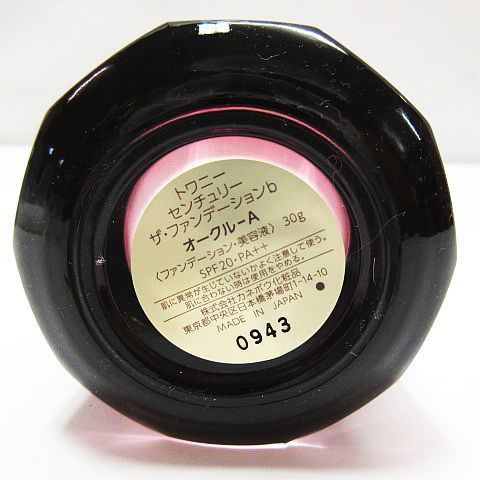 トワニー
センチュリー
ザ・ファンデーションb
オークル-A
〈ファンデーション・美容液〉 30g
SPF20・PA++
肌に異常が生じていないかよく注意して使う。
肌に合わない時は使用をやめる。
株式会社カネボウ化粧品
東京都中央区日本橋茅場町1-14-10
MADE IN JAPAN
0943